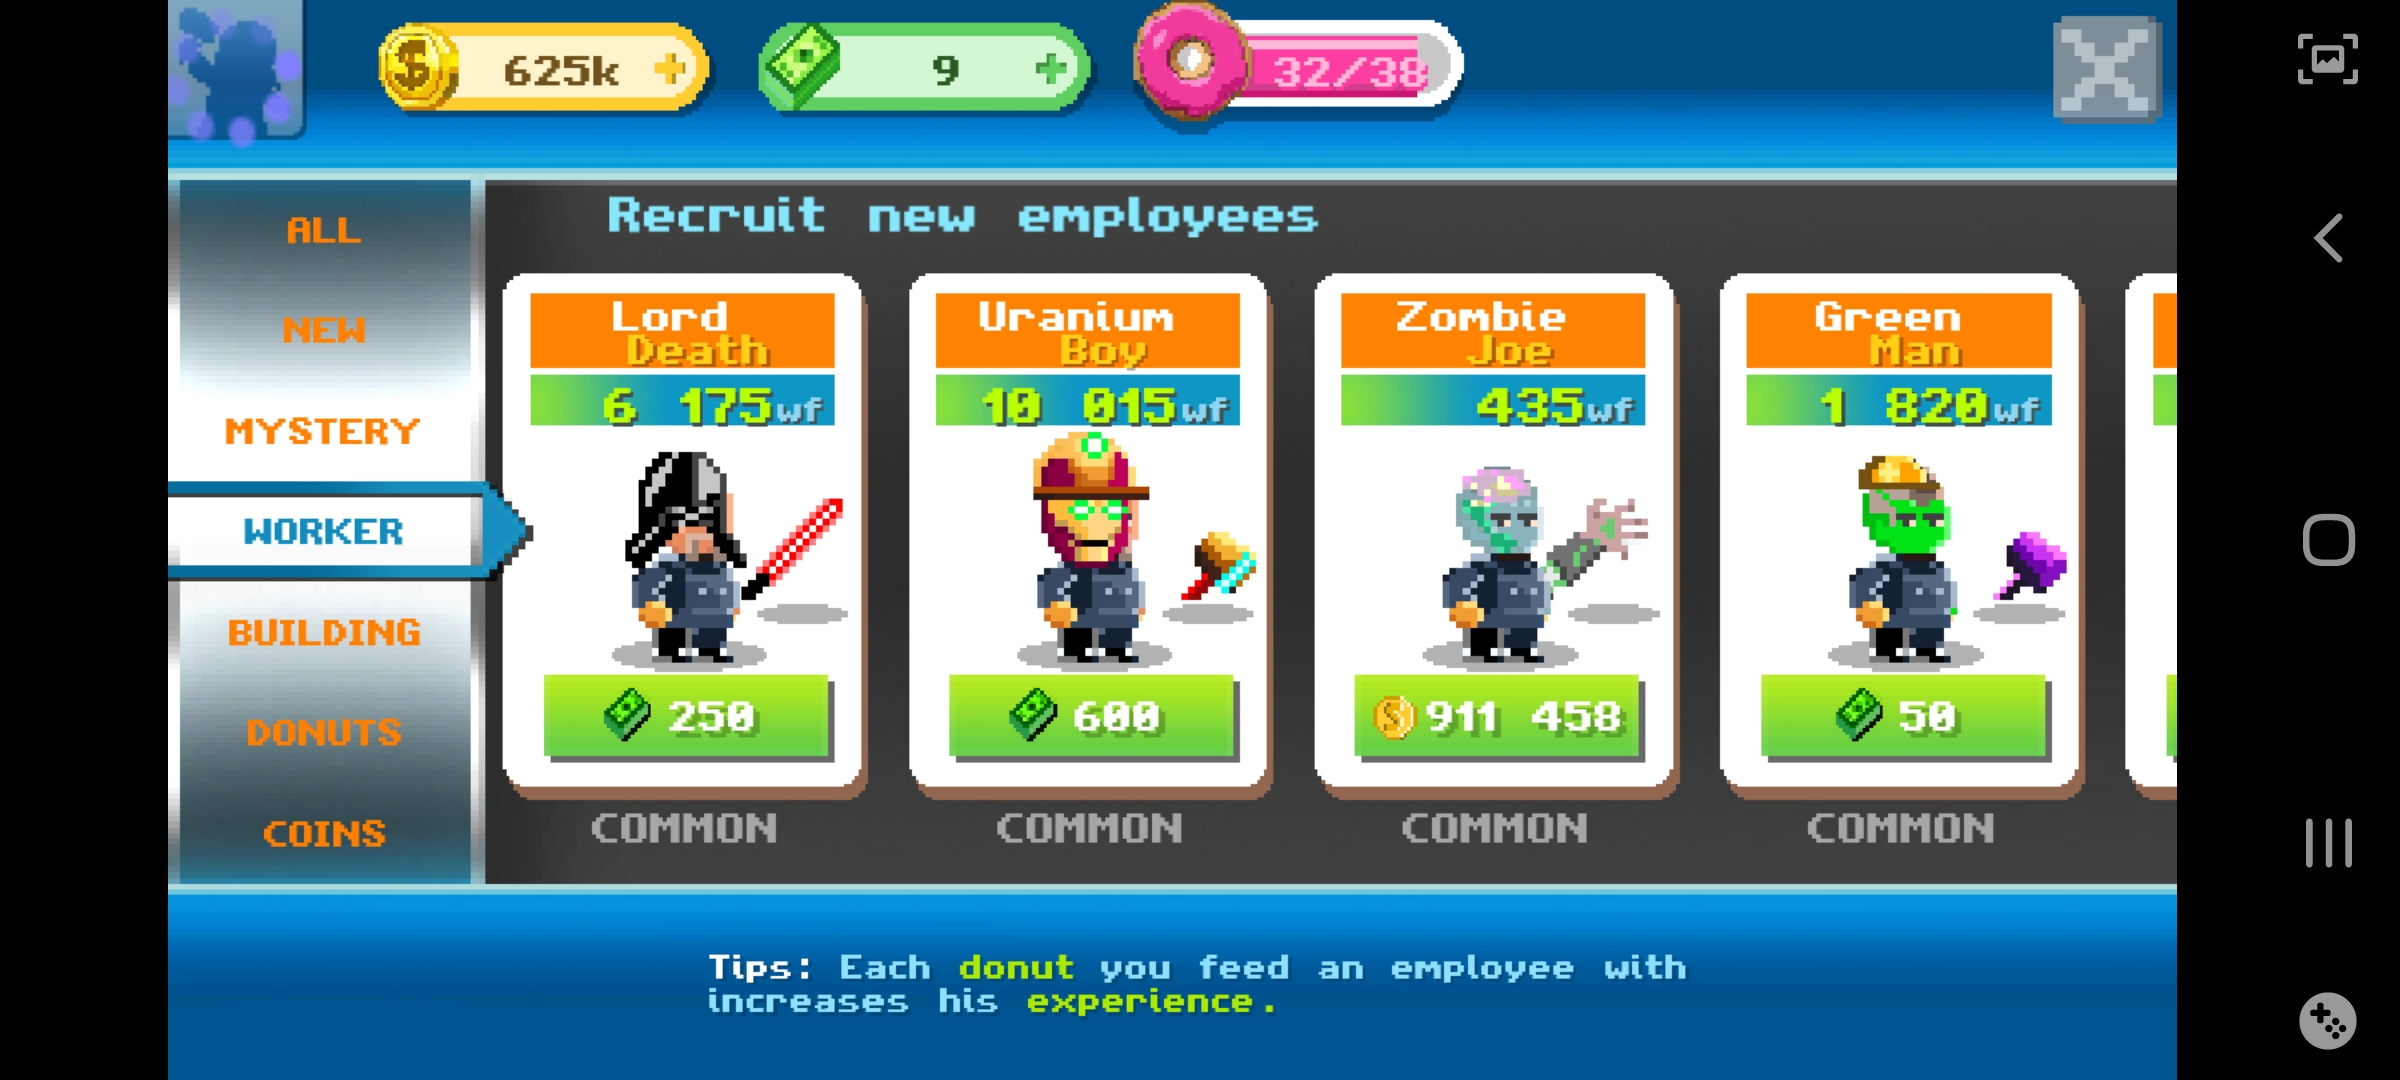 625k
9
32/38
ALL
NEW
MYSTERY
WORKER
BUILDING
DONUTS
COINS
Recruit new employees
Lord
Death
6 175wf
250
COMMON
Uranium
Boy
10 015wf
600
COMMON
Zombie
Joe
435wf
911 458
COMMON
Green
Man
1 820wf
50
COMMON
Tips: Each donut you feed an employee with
increases his experience.